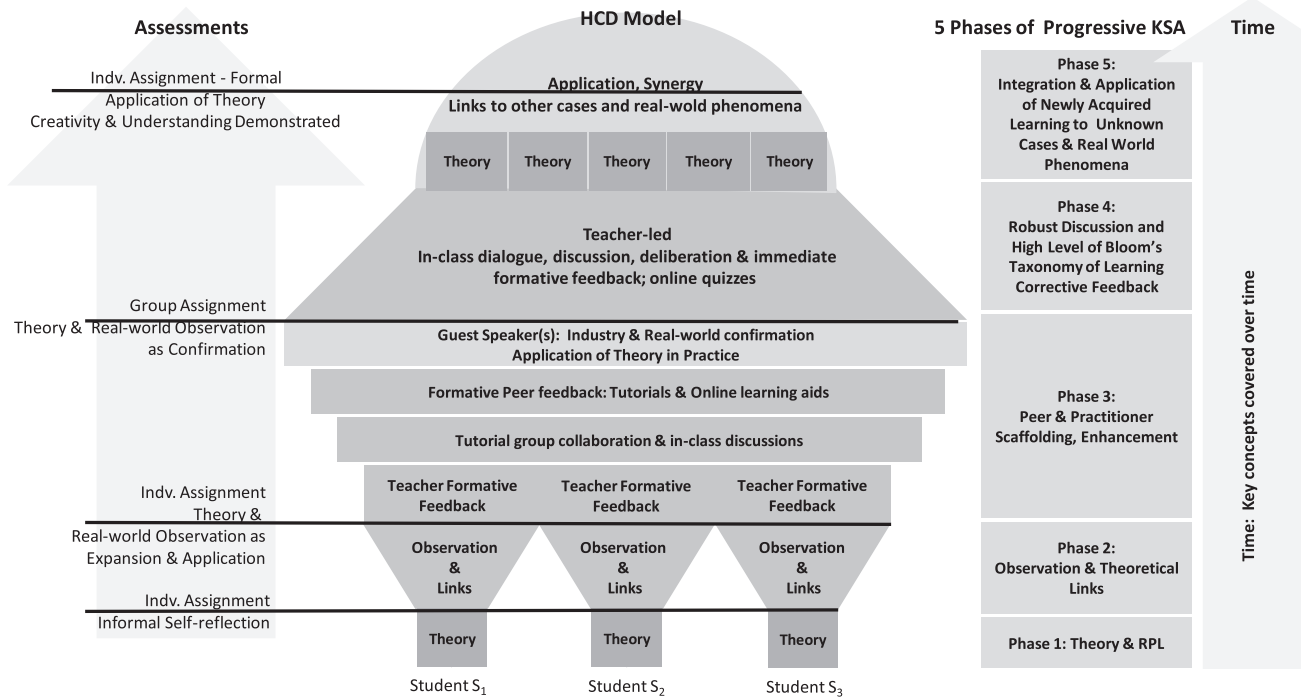 Assessments
HCD Model
5 Phases of Progressive KSA
Time
Indv. Assignment - Formal
Application of Theory
Creativity & Understanding Demonstrated
Application, Synergy
Links to other cases and real-wold phenomena
Theory Theory Theory Theory Theory
Phase 5:
Integration & Application
of Newly Acquired
Learning to Unknown
Cases & Real World
Phenomena
Teacher-led
In-class dialogue, discussion, deliberation & immediate
formative feedback; online quizzes
Phase 4:
Robust Discussion and
High Level of Bloom's
Taxonomy of Learning
Corrective Feedback
Group Assignment
Theory & Real-world Observation
as Confirmation
Guest Speaker(s): Industry & Real-world confirmation
Application of Theory in Practice
Formative Peer feedback: Tutorials & Online learning aids
Tutorial group collaboration & in-class discussions
Phase 3:
Peer & Practitioner
Scaffolding, Enhancement
Time: Key concepts covered over time
Indv. Assignment
Theory &
Real-world Observation as
Expansion & Application
Teacher Formative
Feedback
Teacher Formative
Feedback
Teacher Formative
Feedback
Observation
&
Links
Observation
&
Links
Observation
&
Links
Phase 2:
Observation & Theoretical
Links
Indv. Assignment
Informal Self-reflection
Theory Theory Theory
Phase 1: Theory & RPL
Student S1 Student S2 Student S3